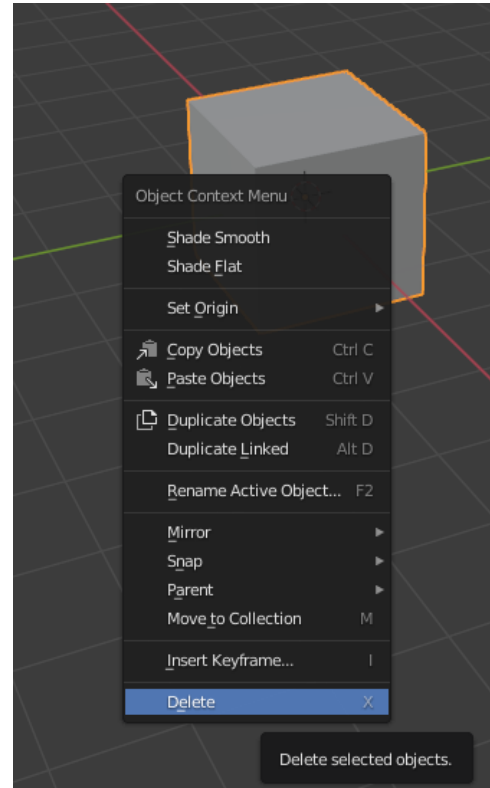 Object Context Menu
Shade Smooth
Shade Flat
Set Origin
Copy Objects Ctrl C
Paste Objects Ctrl V
Duplicate Objects Shift D
Duplicate Linked Alt D
Rename Active Object... F2
Mirror
Snap
Parent
Move to Collection M
Insert Keyframe... I
Delete X
Delete selected objects.